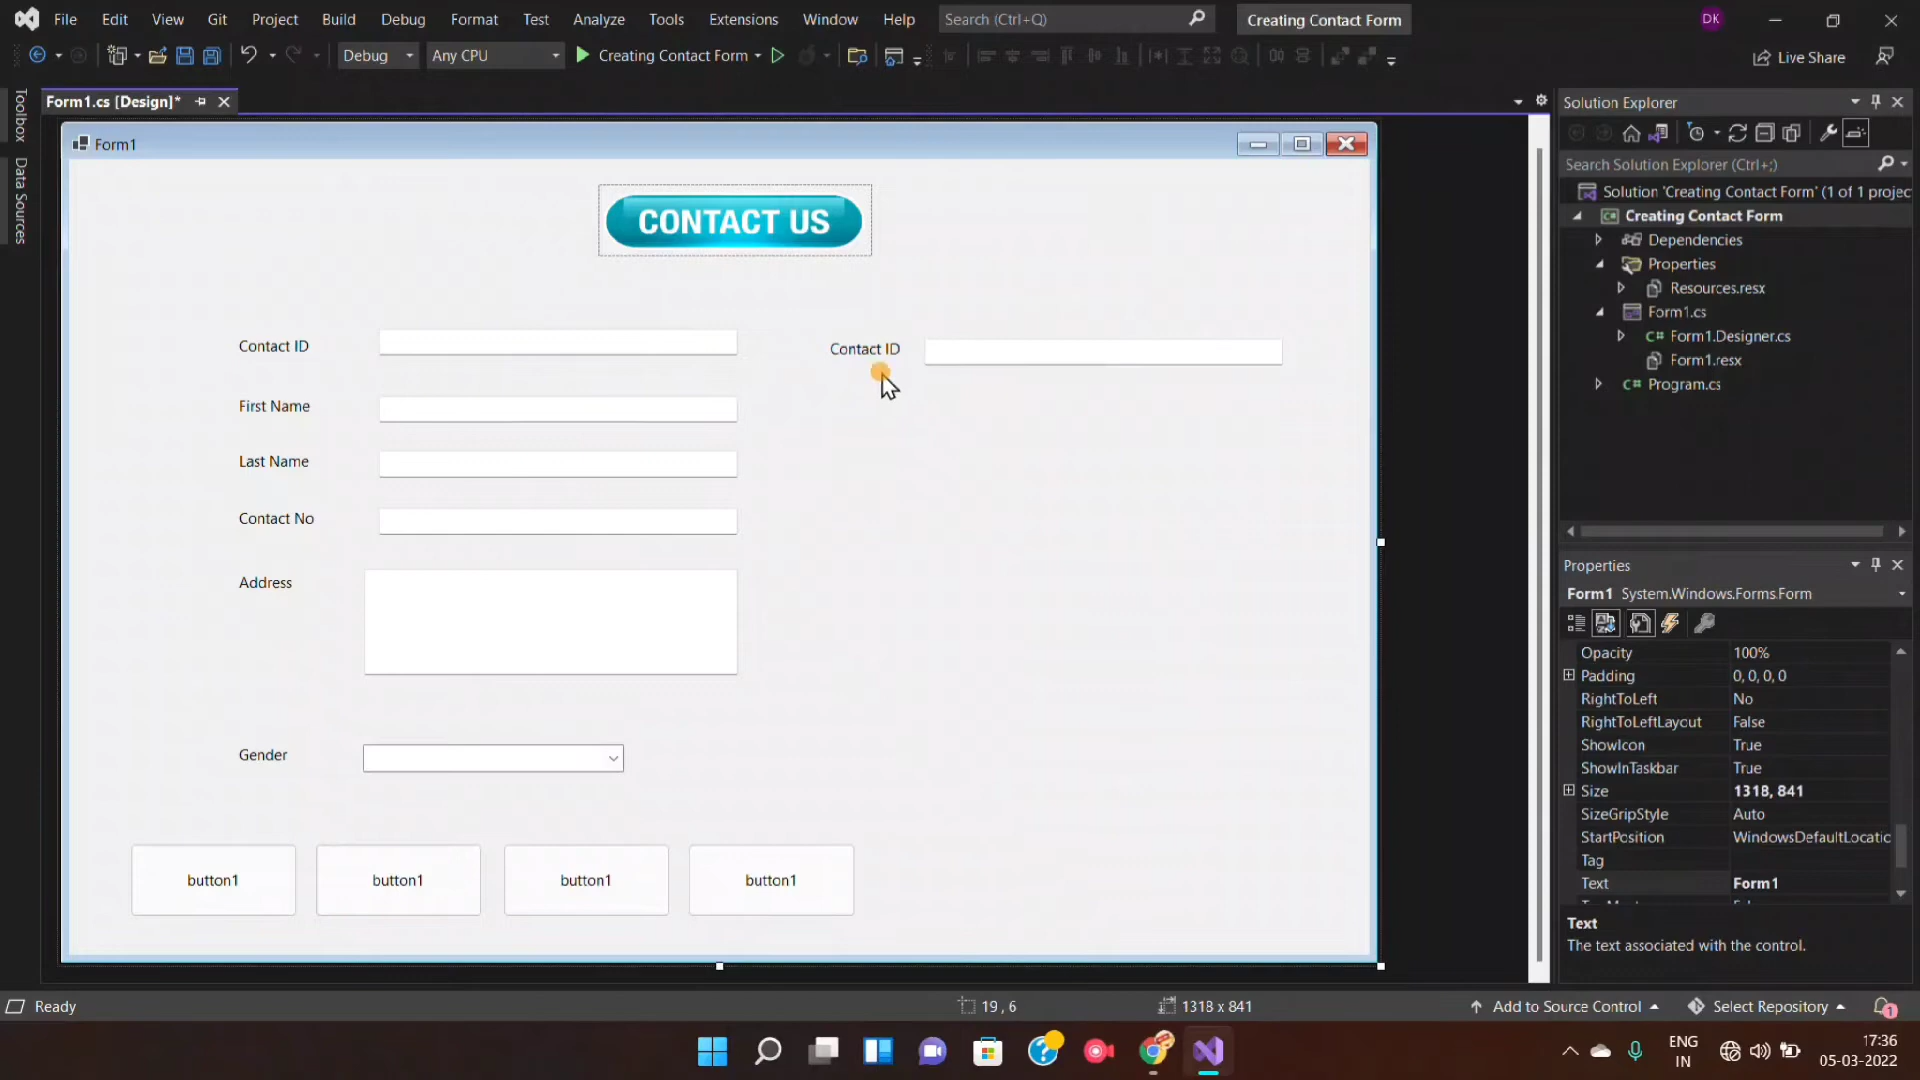 File Edit View Git Project Build Debug Format Test Analyze Tools Extensions Window Help Search (Ctrl+Q) Creating Contact Form DK
Debug Any CPU Creating Contact Form Live Share
Toolbox
Data Sources
Form1.cs [Design]*
Form1
CONTACT US
Contact ID
Contact ID
First Name
Last Name
Contact No
Address
Gender
button1 button1 button1 button1
Solution Explorer
Search Solution Explorer (Ctrl+;)
Solution 'Creating Contact Form' (1 of 1 projec
Creating Contact Form
Dependencies
Properties
Resources.resx
Form1.cs
C# Form1.Designer.cs
Form1.resx
C# Program.cs
Properties
Form1 System.Windows.Forms.Form
Opacity 100%
Padding 0, 0, 0, 0
RightToLeft No
RightToLeftLayout False
ShowIcon True
ShowInTaskbar True
Size 1318, 841
SizeGripStyle Auto
StartPosition WindowsDefaultLocatio
Tag
Text Form1
Text
The text associated with the control.
Ready 19 , 6 1318 x 841 Add to Source Control Select Repository 1
ENG
IN
17:36
05-03-2022